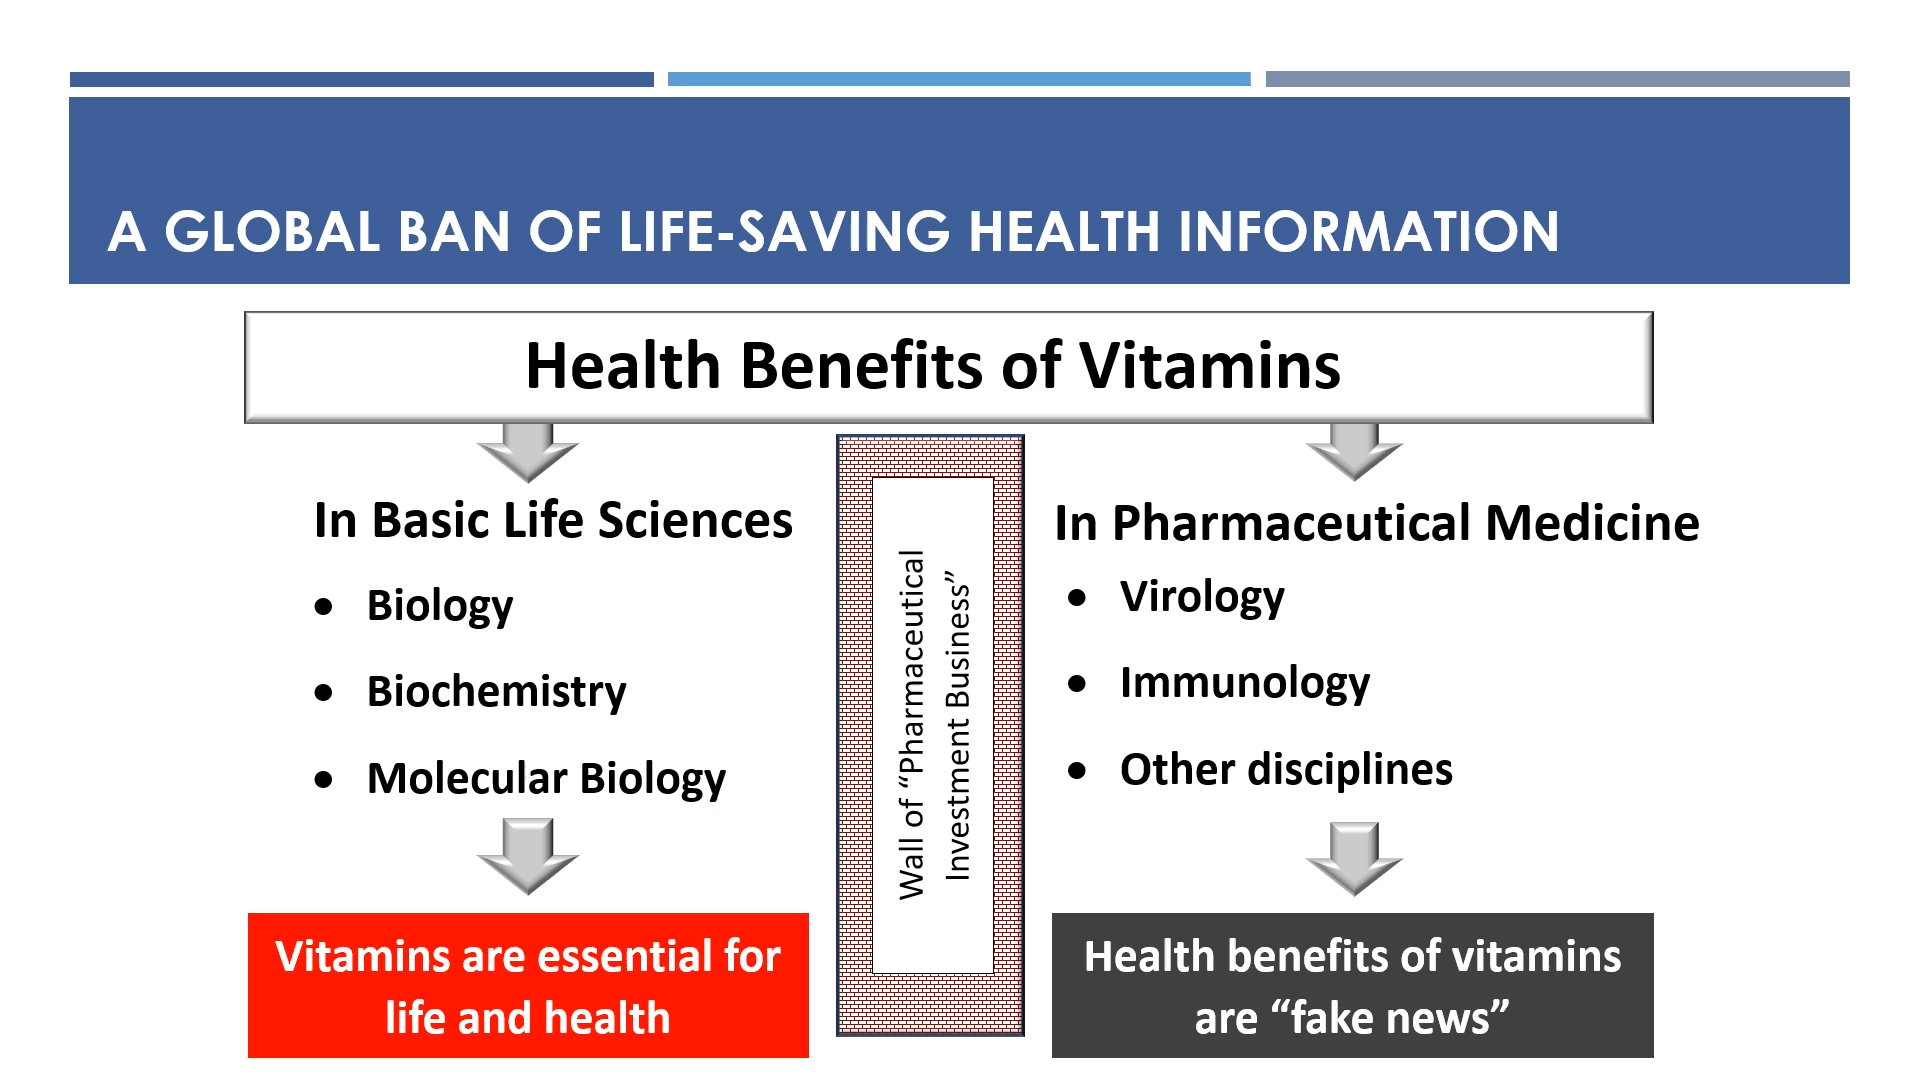 A GLOBAL BAN OF LIFE-SAVING HEALTH INFORMATION
Health Benefits of Vitamins
In Basic Life Sciences
• Biology
• Biochemistry
• Molecular Biology
Vitamins are essential for
life and health
Wall of “Pharmaceutical
Investment Business”
In Pharmaceutical Medicine
• Virology
• Immunology
• Other disciplines
Health benefits of vitamins
are “fake news”